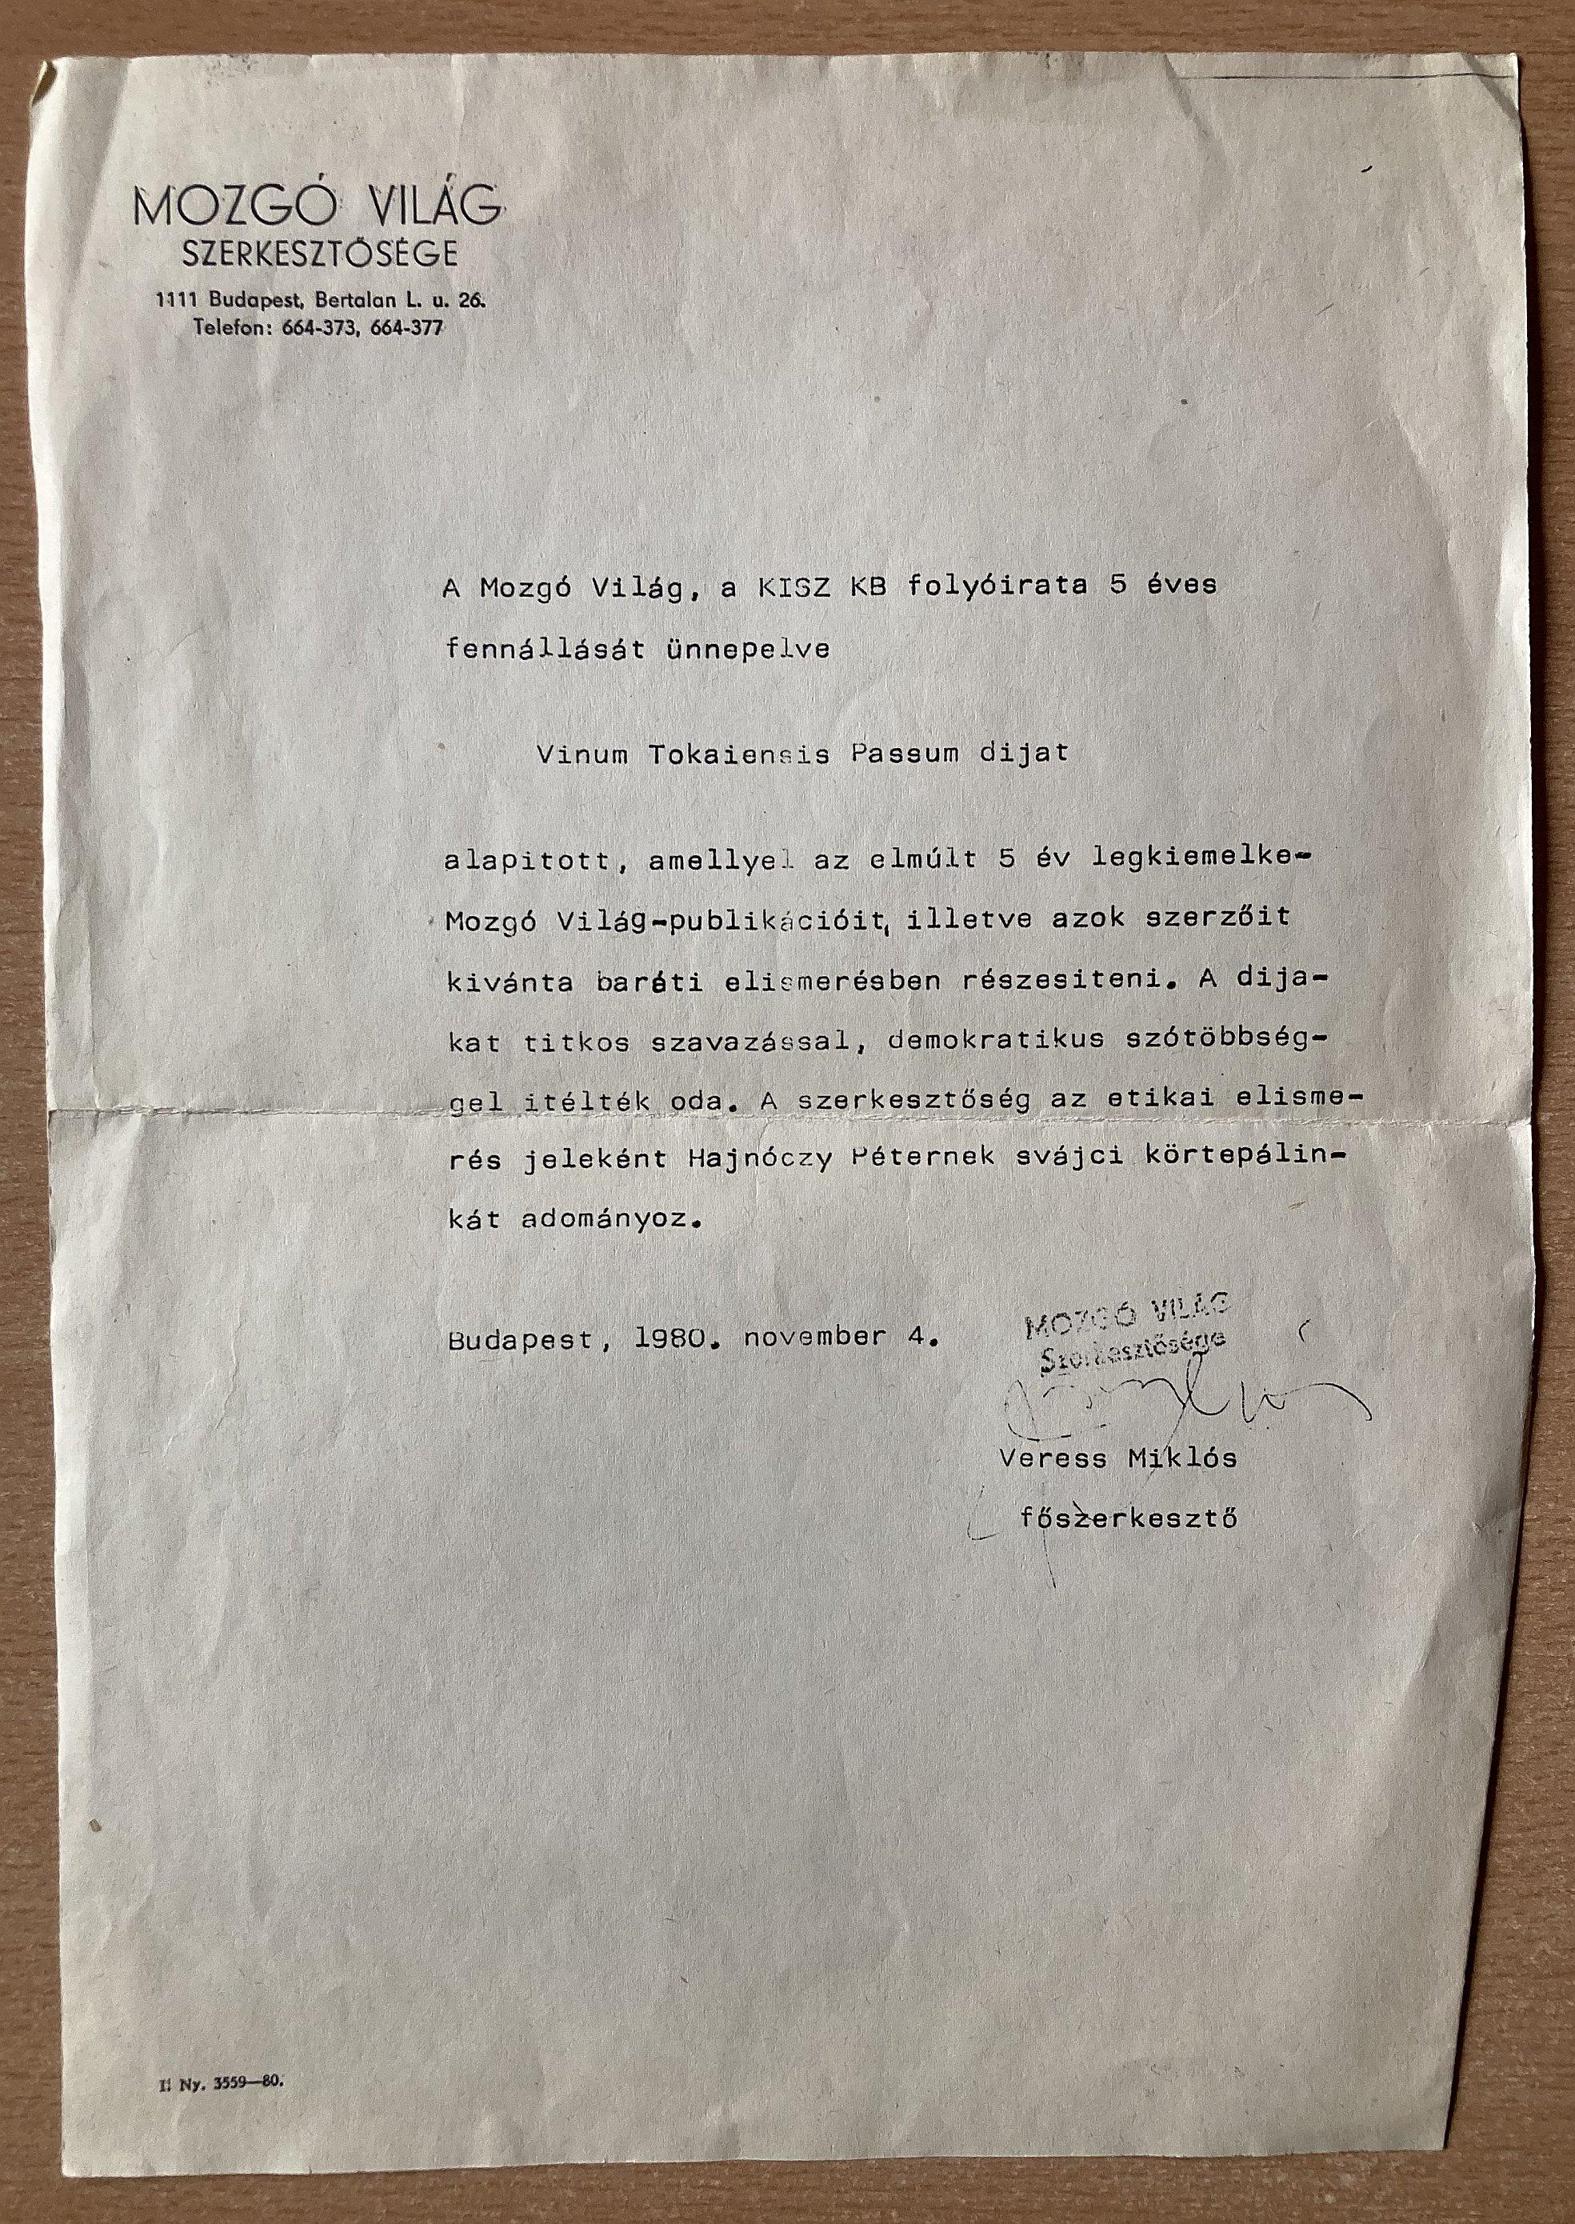 MOZGÓ VILÁG
SZERKESZTŐSÉGE
1111 Budapest, Bertalan L. u. 26.
Telefon: 664-373, 664-377
A Mozgó Világ, a KISZ KB folyóirata 5 éves
fennállását ünnepelve
Vinum Tokaiensis Passum dijat
alapitott, amellyel az elmúlt 5 év legkiemelke-
Mozgó Világ-publikációit, illetve azok szerzőit
kivánta baráti elismerésben részesiteni. A dija-
kat titkos szavazással, demokratikus szótöbbség-
gel itélték oda. A szerkesztőség az etikai elisme-
rés jeleként Hajnóczy Péternek svájci körtepálin-
kát adományoz.
Budapest, 1980. november 4.
MOZGÓ VILÁG
Szerkesztősége
Veress Miklós
főszerkesztő
Ny. 3559—80.